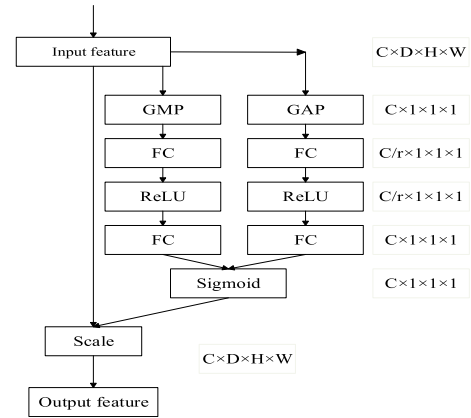 Input feature C×D×H×W
GMP GAP C×1×1×1
FC FC C/r×1×1×1
ReLU ReLU C/r×1×1×1
FC FC C×1×1×1
Sigmoid C×1×1×1
Scale
C×D×H×W
Output feature